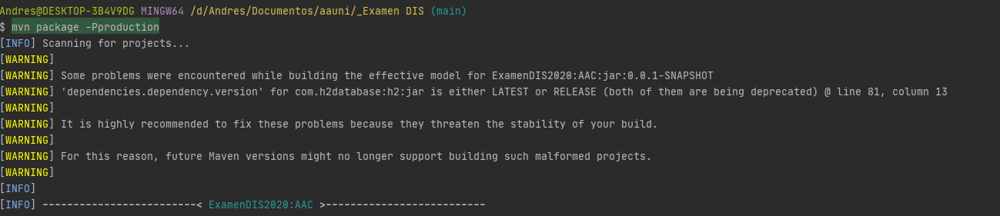 Andres@DESKTOP-3B4V9DG MINGW64 /d/Andres/Documentos/aauni/_Examen DIS (main)
$ mvn package -Pproduction
[INFO] Scanning for projects...
[WARNING]
[WARNING] Some problems were encountered while building the effective model for ExamenDIS2020:AAC:jar:0.0.1-SNAPSHOT
[WARNING] 'dependencies.dependency.version' for com.h2database:h2:jar is either LATEST or RELEASE (both of them are being deprecated) @ line 81, column 13
[WARNING]
[WARNING] It is highly recommended to fix these problems because they threaten the stability of your build.
[WARNING]
[WARNING] For this reason, future Maven versions might no longer support building such malformed projects.
[WARNING]
[INFO]
[INFO] -------------------------< ExamenDIS2020:AAC >--------------------------